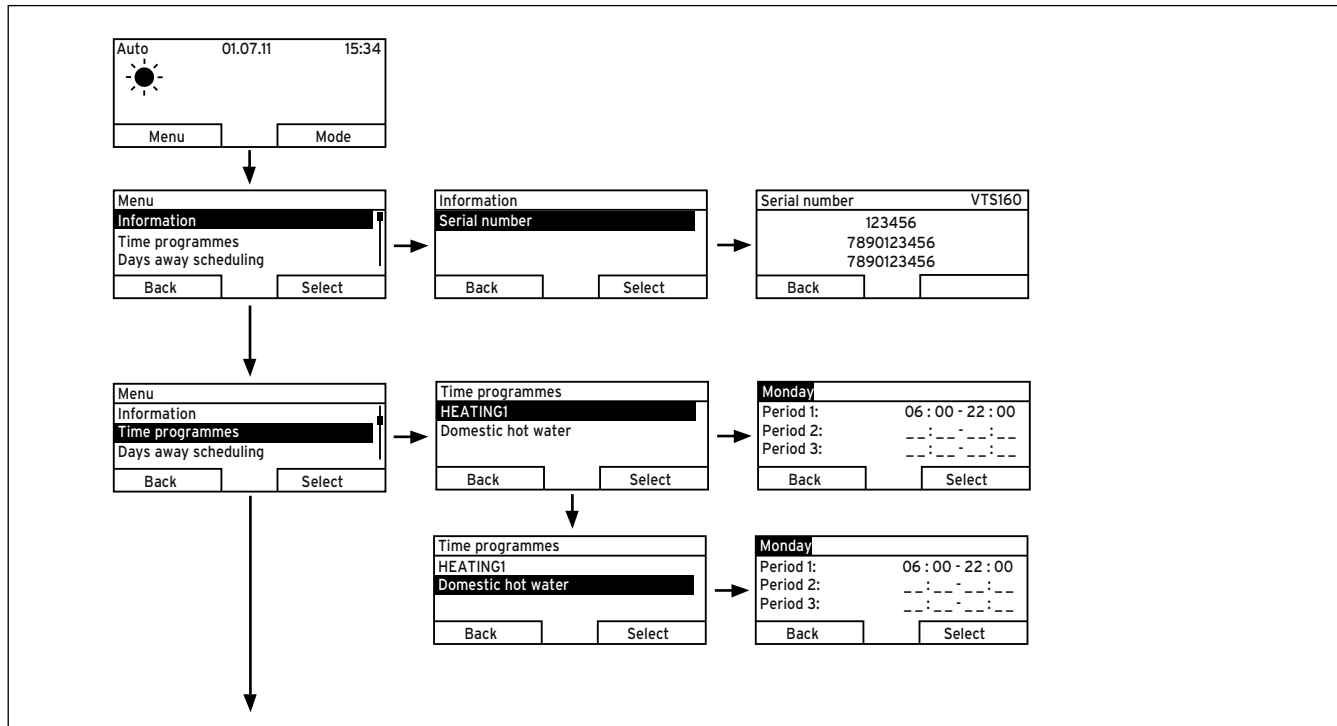 Auto 01.07.11 15:34
Menu Mode
Menu
Information
Time programmes
Days away scheduling
Back Select
Information
Serial number
Back Select
Serial number VTS160
123456
7890123456
7890123456
Back
Menu
Information
Time programmes
Days away scheduling
Back Select
Time programmes
HEATING1
Domestic hot water
Back Select
Monday
Period 1: 06 : 00 - 22 : 00
Period 2: _ _ : _ _ - _ _ : _ _
Period 3: _ _ : _ _ - _ _ : _ _
Back Select
Time programmes
HEATING1
Domestic hot water
Back Select
Monday
Period 1: 06 : 00 - 22 : 00
Period 2: _ _ : _ _ - _ _ : _ _
Period 3: _ _ : _ _ - _ _ : _ _
Back Select